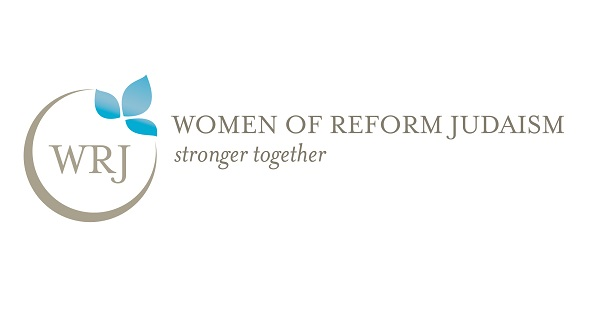 WRJ
WOMEN OF REFORM JUDAISM
stronger together